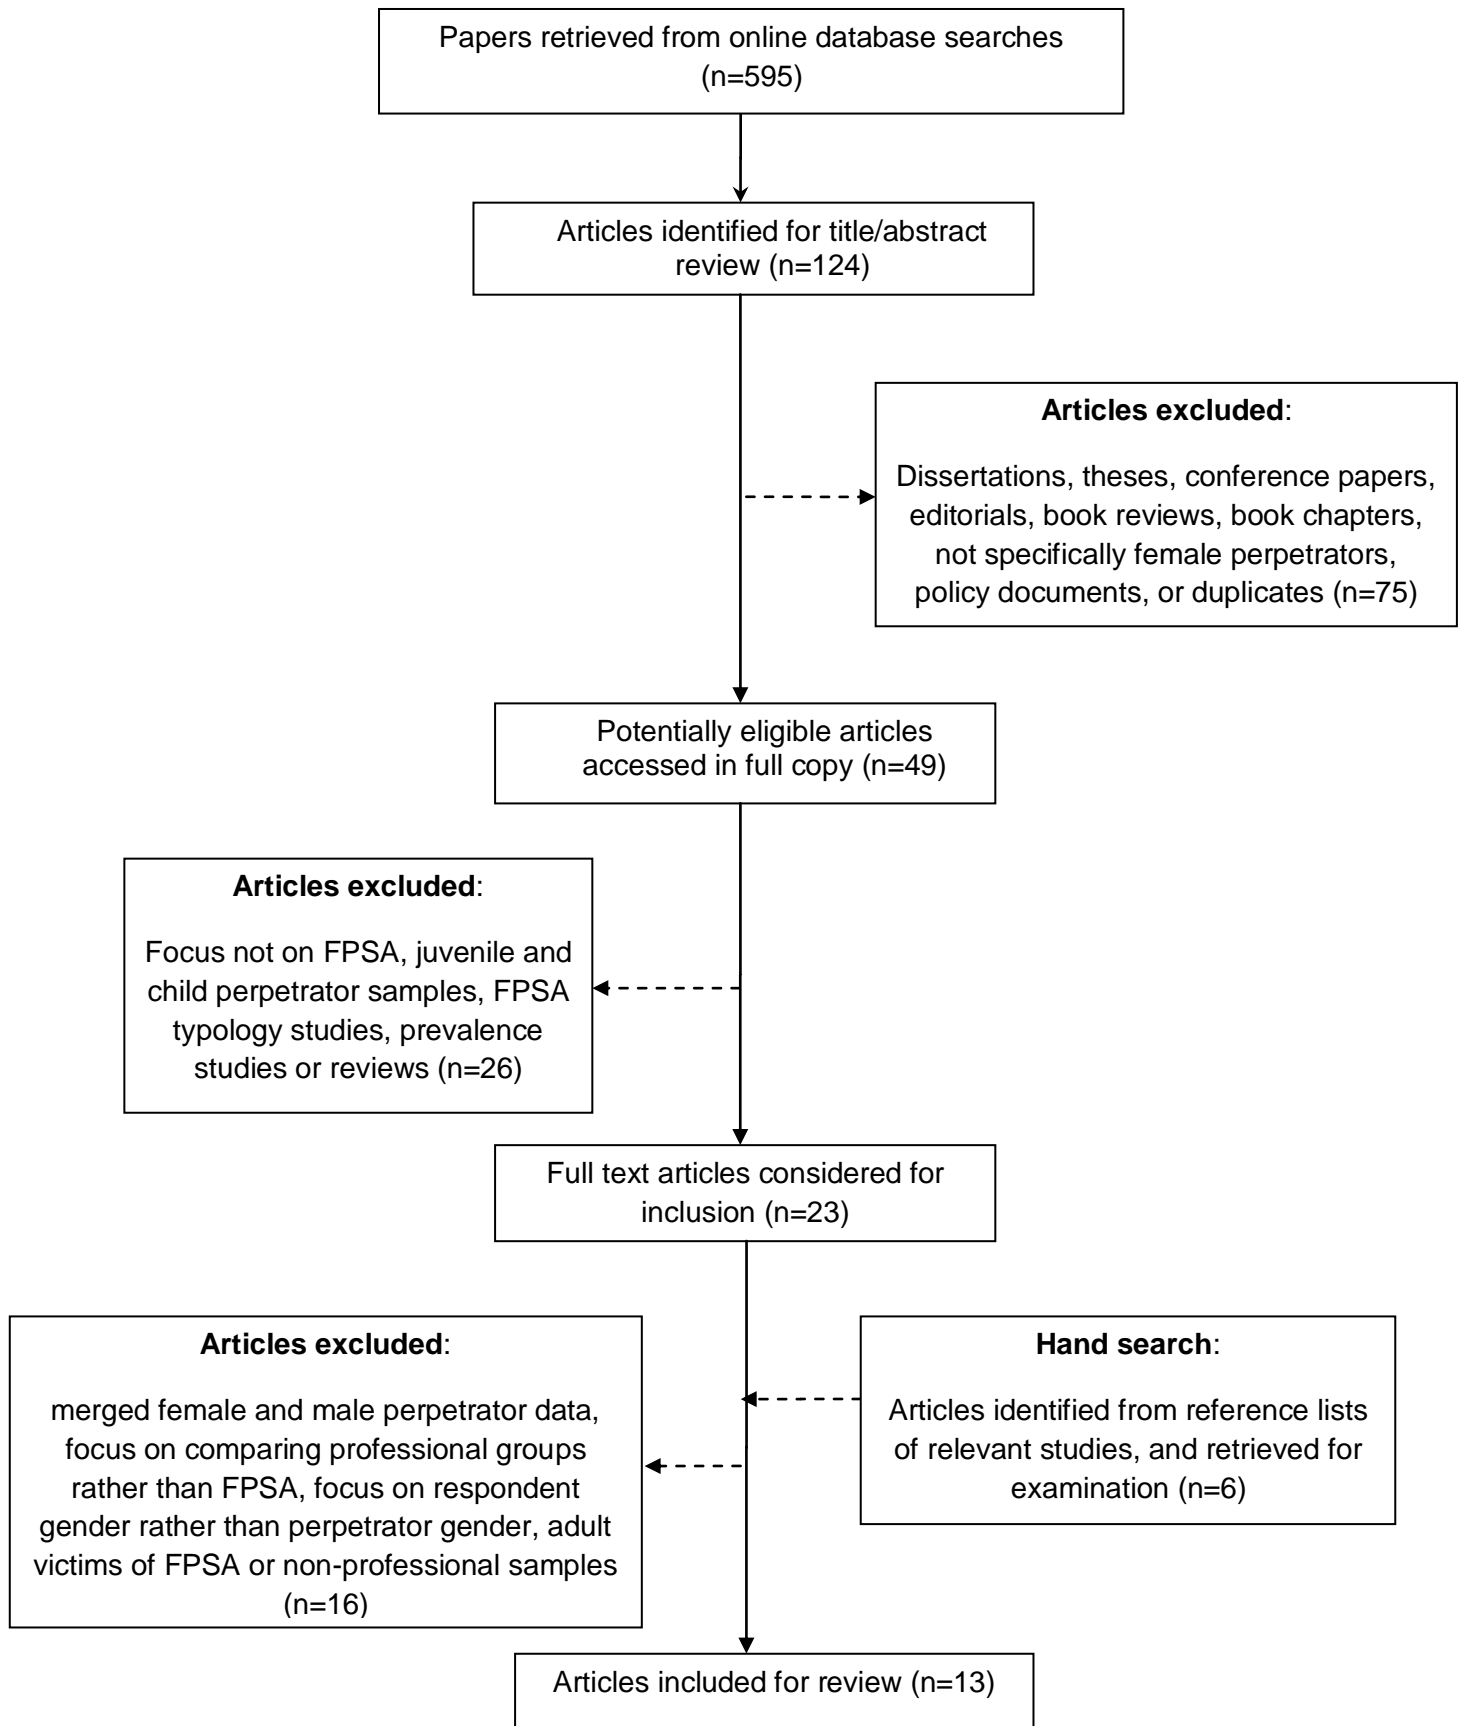 Papers retrieved from online database searches
(n=595)
Articles identified for title/abstract
review (n=124)
Articles excluded:
Dissertations, theses, conference papers,
editorials, book reviews, book chapters,
not specifically female perpetrators,
policy documents, or duplicates (n=75)
Potentially eligible articles
accessed in full copy (n=49)
Articles excluded:
Focus not on FPSA, juvenile and
child perpetrator samples, FPSA
typology studies, prevalence
studies or reviews (n=26)
Full text articles considered for
inclusion (n=23)
Articles excluded:
merged female and male perpetrator data,
focus on comparing professional groups
rather than FPSA, focus on respondent
gender rather than perpetrator gender, adult
victims of FPSA or non-professional samples
(n=16)
Hand search:
Articles identified from reference lists
of relevant studies, and retrieved for
examination (n=6)
Articles included for review (n=13)